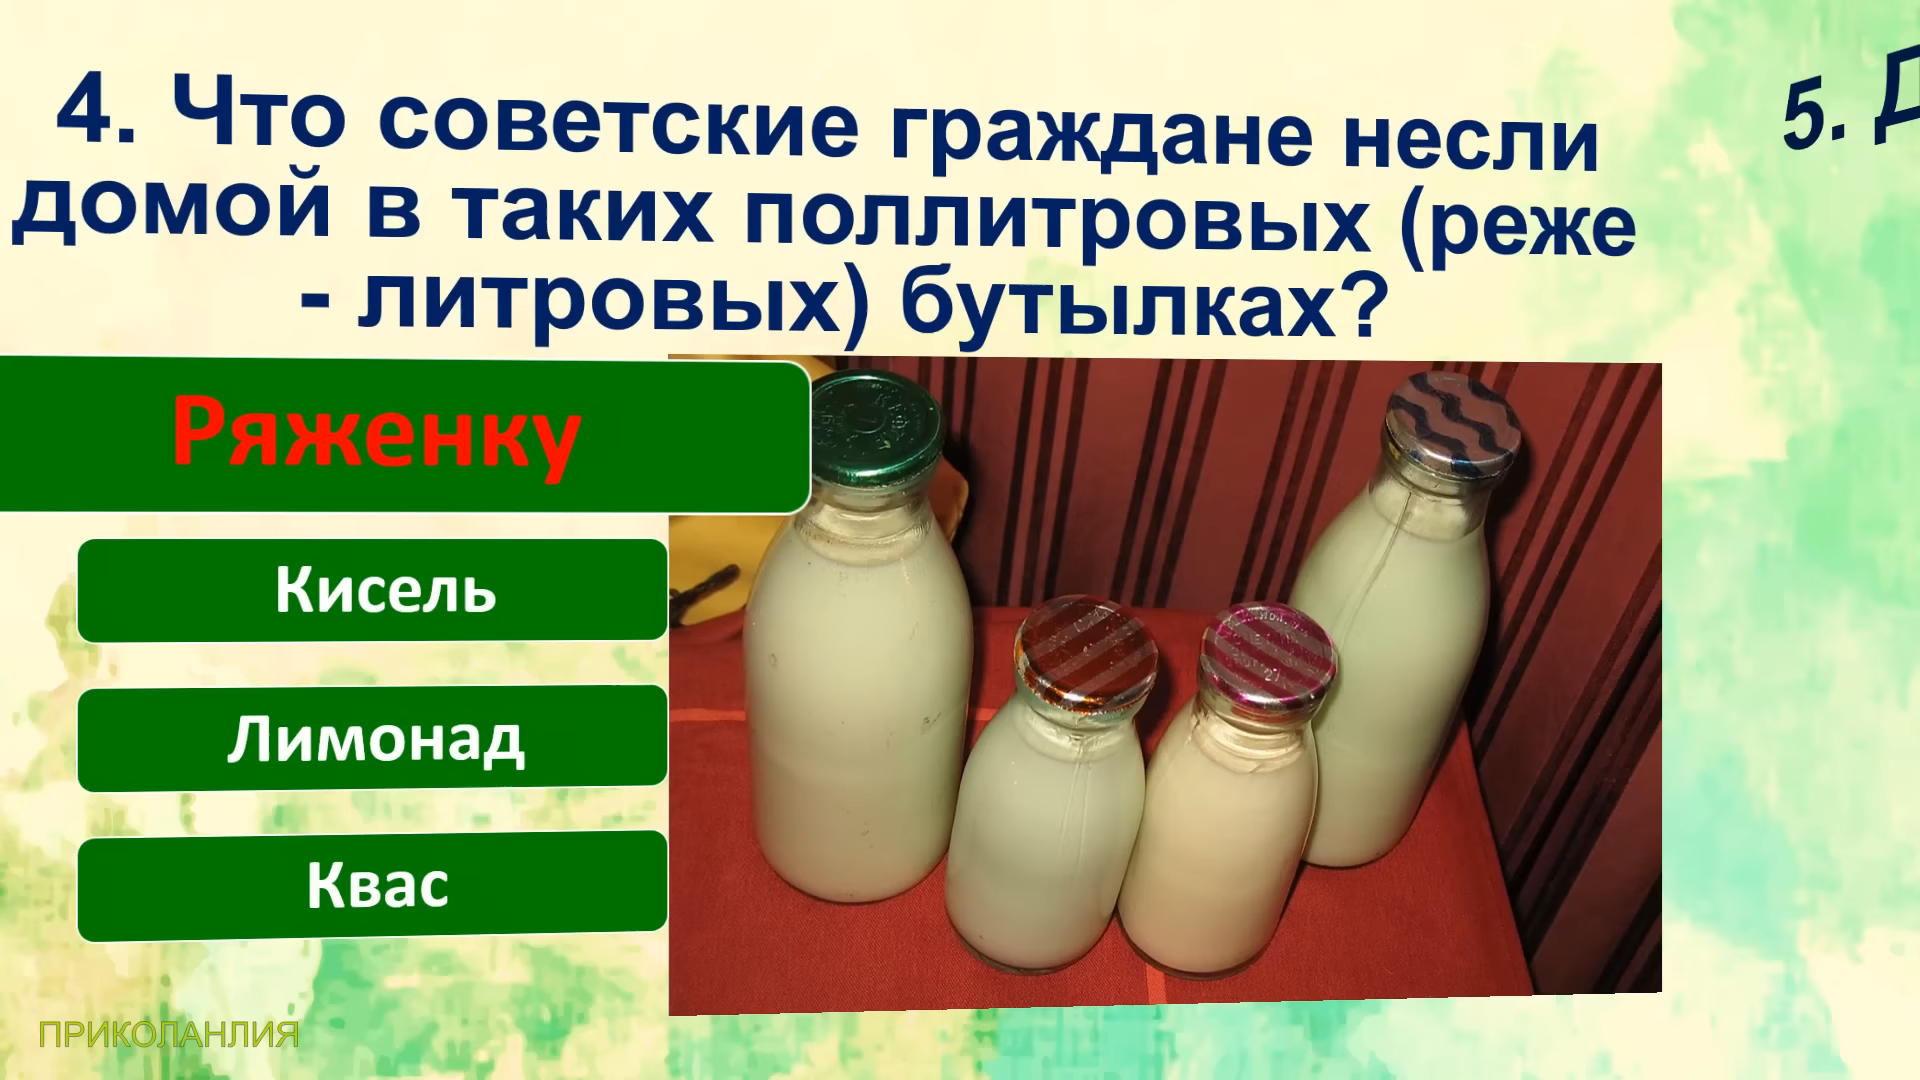 4. Что советские граждане несли
домой в таких поллитровых (реже
- литровых) бутылках?
5. Д
Ряженку
Кисель
Лимонад
Квас
ПРИКОЛАНЛИЯ